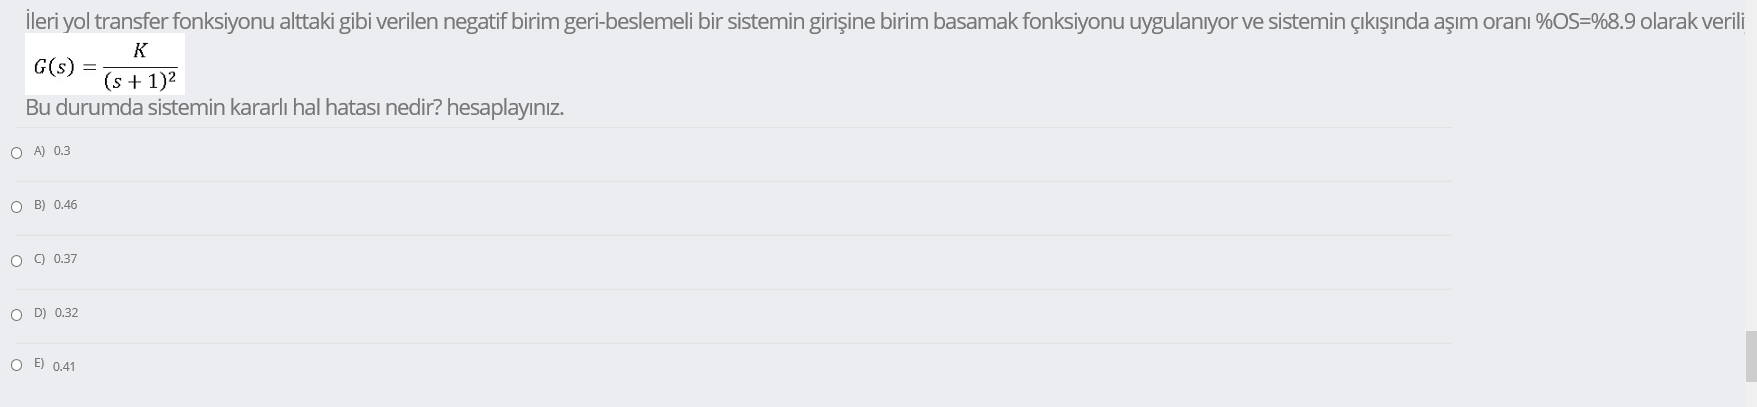 İleri yol transfer fonksiyonu alttaki gibi verilen negatif birim geri-beslemeli bir sistemin girişine birim basamak fonksiyonu uygulanıyor ve sistemin çıkışında aşım oranı %OS=%8.9 olarak
G(s) = K / (s + 1)²
Bu durumda sistemin kararlı hal hatası nedir? hesaplayınız.
A) 0.3
B) 0.46
C) 0.37
D) 0.32
E) 0.41